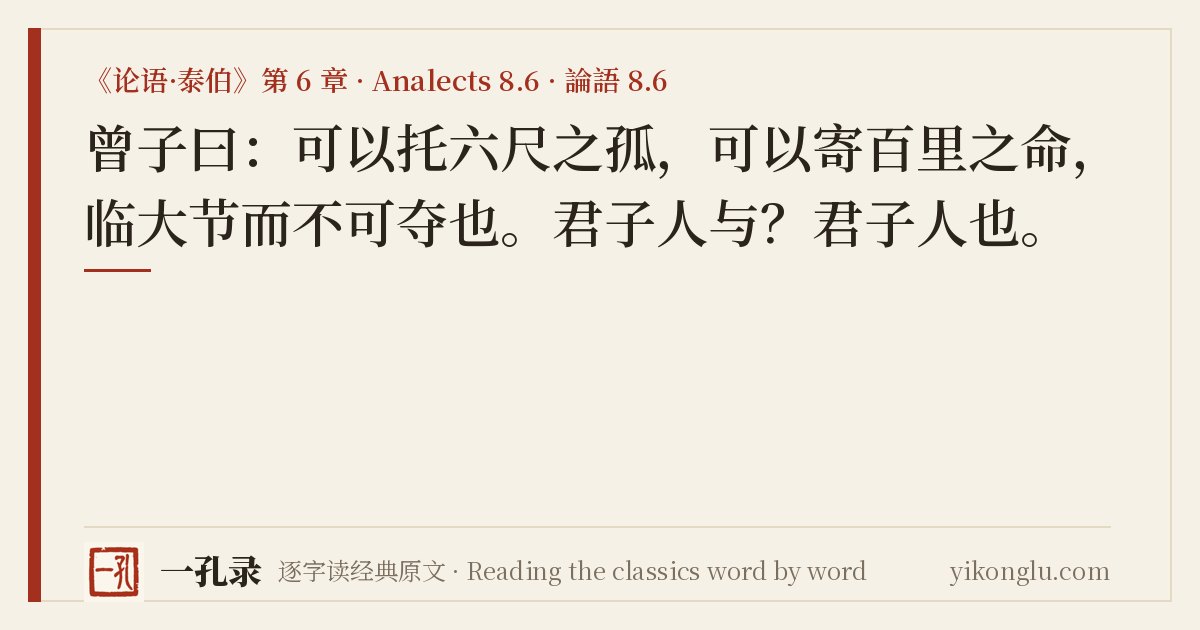 《论语·泰伯》第 6 章 · Analects 8.6 · 論語 8.6
曾子曰：可以托六尺之孤，可以寄百里之命，
临大节而不可夺也。君子人与？君子人也。
一孔
一孔录 逐字读经典原文 · Reading the classics word by word yikonglu.com